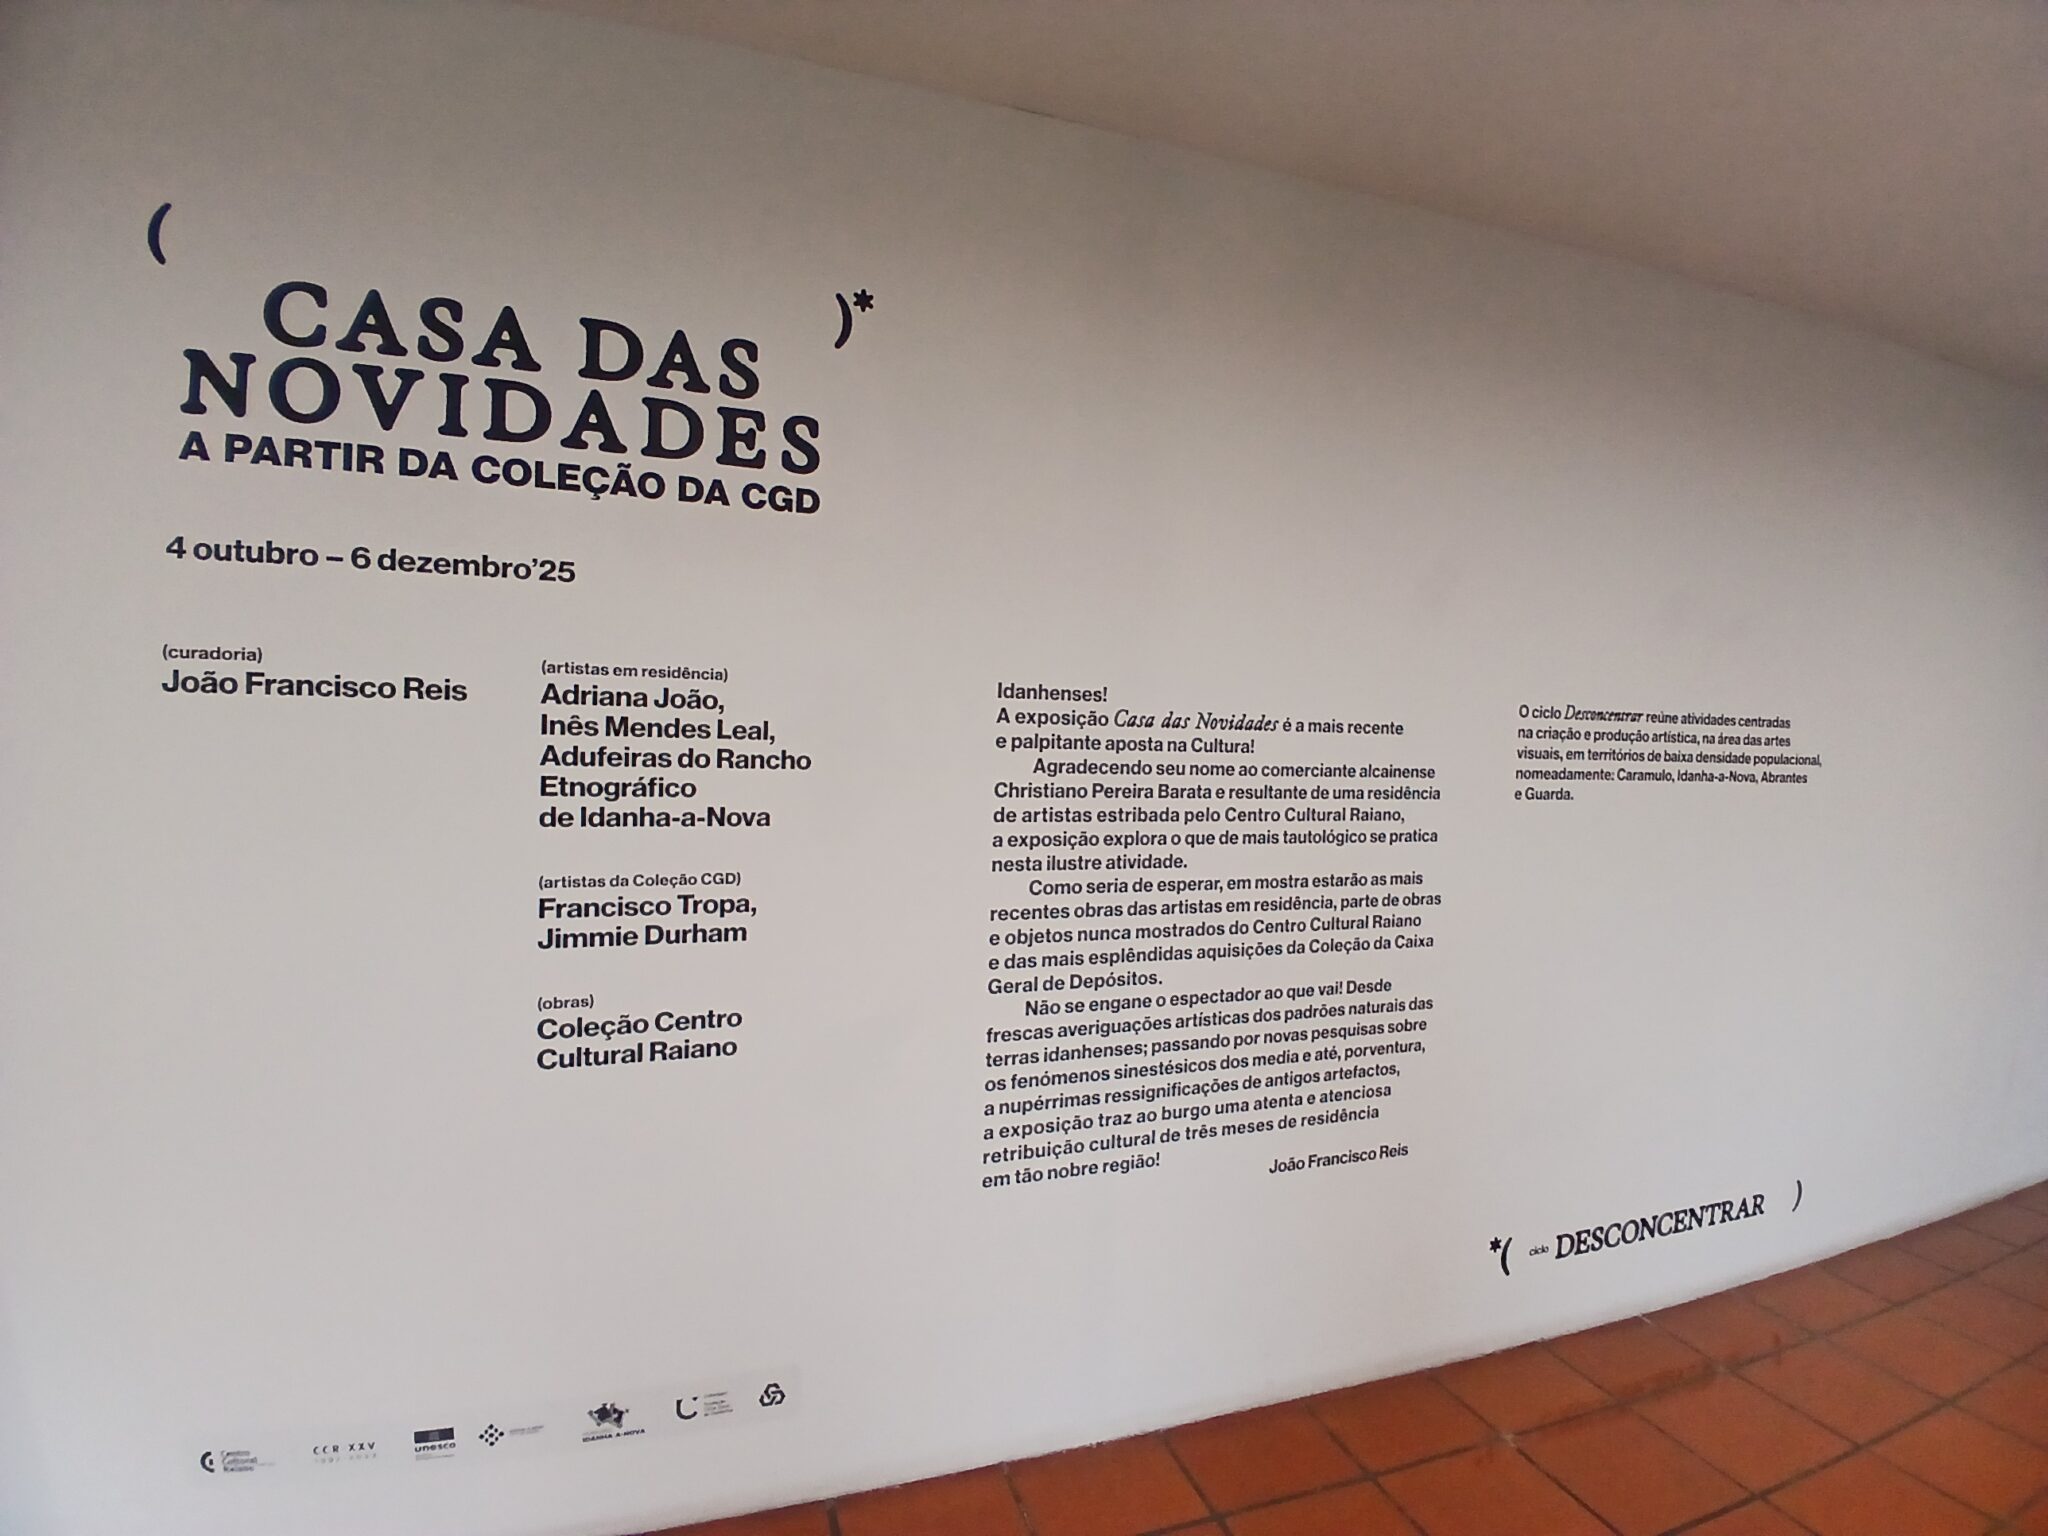 (
)*
CASA DAS
NOVIDADES
A PARTIR DA COLEÇÃO DA CGD
4 outubro – 6 dezembro’25
(curadoria)
João Francisco Reis
(artistas em residência)
Adriana João,
Inês Mendes Leal,
Adufeiras do Rancho
Etnográfico
de Idanha-a-Nova
(artistas da Coleção CGD)
Francisco Tropa,
Jimmie Durham
(obras)
Coleção Centro
Cultural Raiano
Idanhenses!
A exposição Casa das Novidades é a mais recente
e palpitante aposta na Cultura!
Agradecendo seu nome ao comerciante alcainense
Christiano Pereira Barata e resultante de uma residência
de artistas estribada pelo Centro Cultural Raiano,
a exposição explora o que de mais tautológico se pratica
nesta ilustre atividade.
Como seria de esperar, em mostra estarão as mais
recentes obras das artistas em residência, parte de obras
e objetos nunca mostrados do Centro Cultural Raiano
e das mais esplêndidas aquisições da Coleção da Caixa
Geral de Depósitos.
Não se engane o espectador ao que vai! Desde
frescas averiguações artísticas dos padrões naturais das
terras idanhenses; passando por novas pesquisas sobre
os fenómenos sinestésicos dos media e até, porventura,
a nupérrimas ressignificações de antigos artefactos,
a exposição traz ao burgo uma atenta e atenciosa
retribuição cultural de três meses de residência
em tão nobre região!
João Francisco Reis
O ciclo Desconcentrar reúne atividades centradas
na criação e produção artística, na área das artes
visuais, em territórios de baixa densidade populacional,
nomeadamente: Caramulo, Idanha-a-Nova, Abrantes
e Guarda.
*( ciclo DESCONCENTRAR )
Centro
Cultural
Raiano
CCR XXV
unesco
IDANHA-A-NOVA